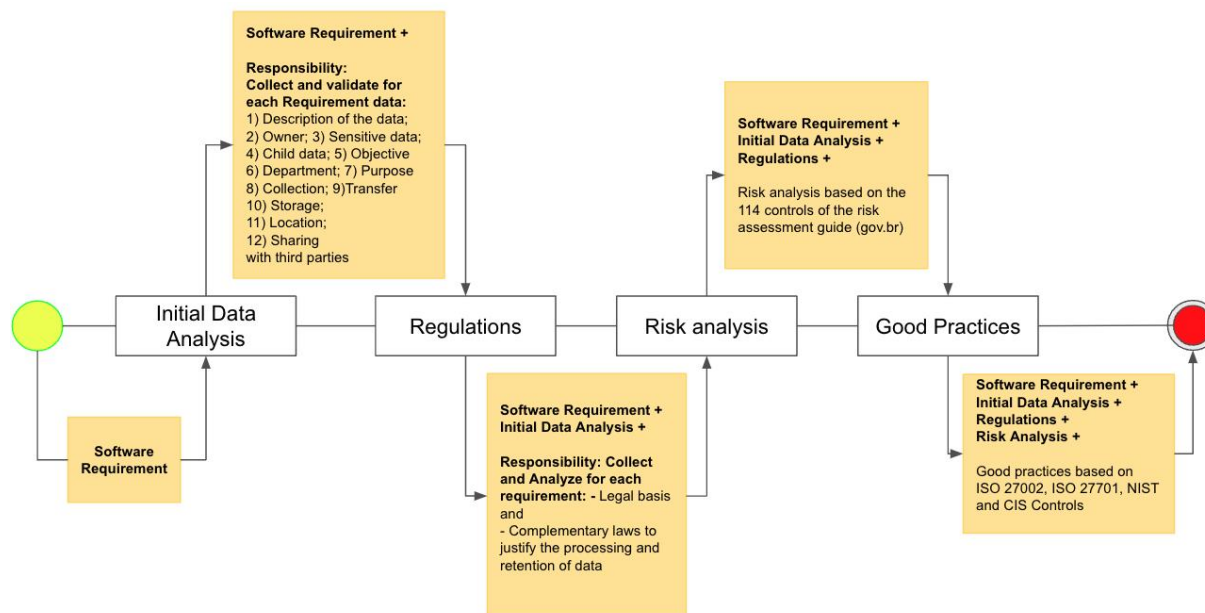 Software Requirement +
Responsibility:
Collect and validate for
each Requirement data:
1) Description of the data;
2) Owner; 3) Sensitive data;
4) Child data; 5) Objective
6) Department; 7) Purpose
8) Collection; 9)Transfer
10) Storage;
11) Location;
12) Sharing
with third parties
Software Requirement +
Initial Data Analysis +
Regulations +
Risk analysis based on the
114 controls of the risk
assessment guide (gov.br)
Initial Data
Analysis
Regulations
Risk analysis
Good Practices
Software
Requirement
Software Requirement +
Initial Data Analysis +
Responsibility: Collect
and Analyze for each
requirement: - Legal basis
and
- Complementary laws to
justify the processing and
retention of data
Software Requirement +
Initial Data Analysis +
Regulations +
Risk Analysis +
Good practices based on
ISO 27002, ISO 27701, NIST
and CIS Controls